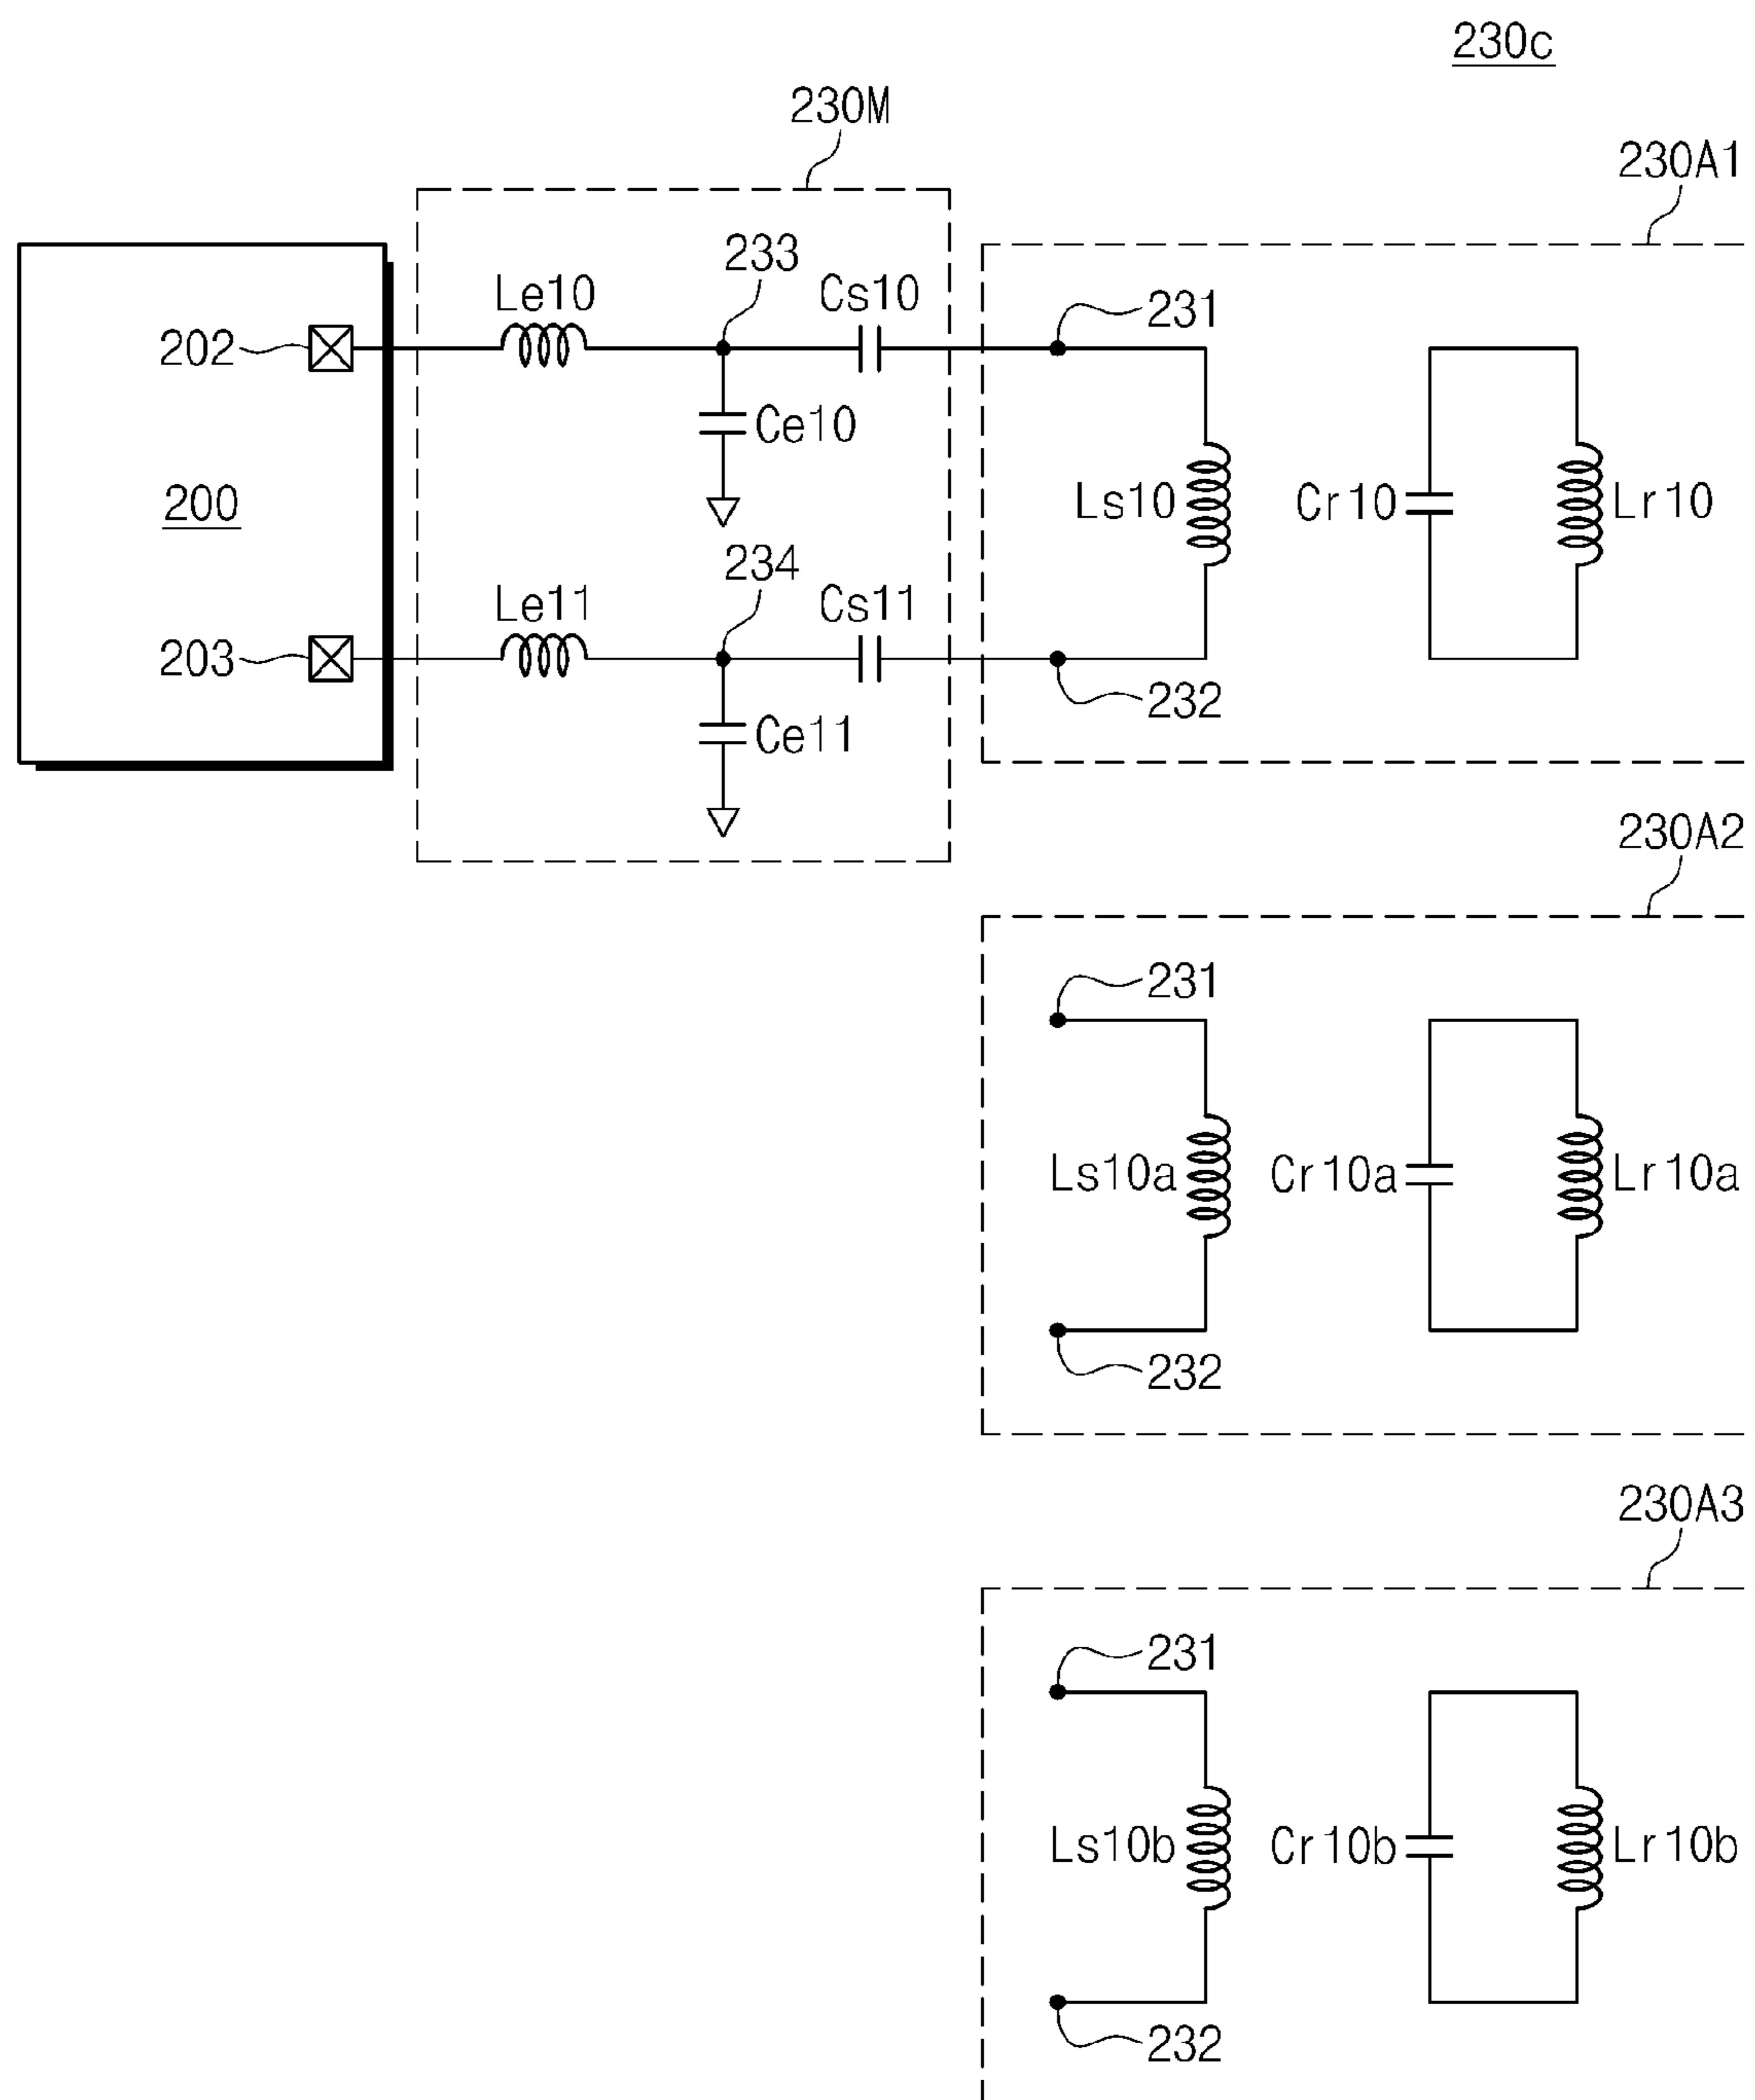 230c
230M
230A1
233
Le10
Cs10
231
202
Ce10
200
Ls10
Cr10
Lr10
234
Le11
Cs11
203
232
Ce11
230A2
231
Ls10a
Cr10a
Lr10a
232
230A3
231
Ls10b
Cr10b
Lr10b
232